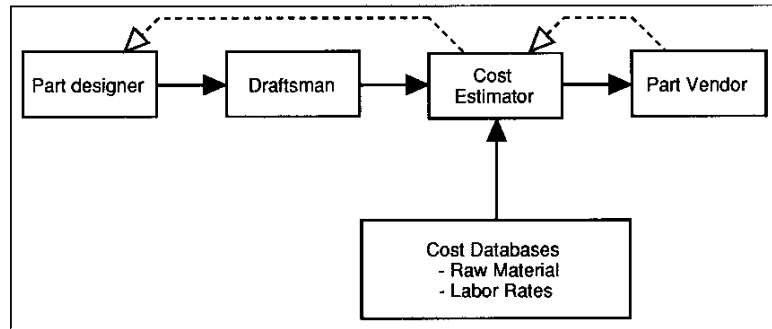 Part designer
Draftsman
Cost
Estimator
Part Vendor
Cost Databases
- Raw Material
- Labor Rates